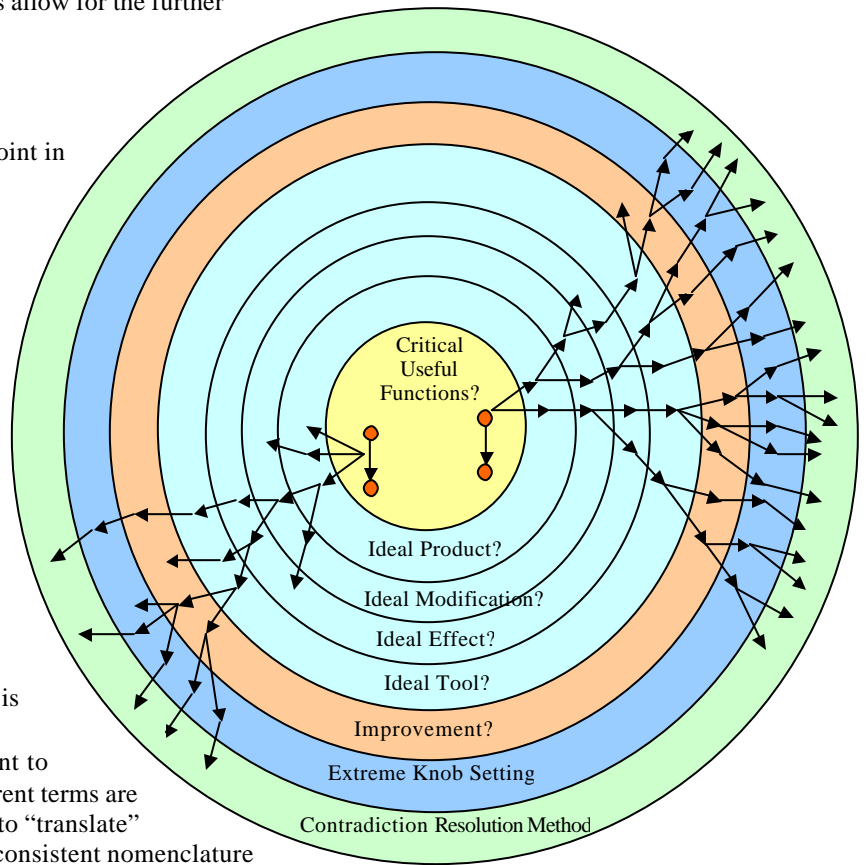 s allow for the further
oint in
Critical
Useful
Functions?
Ideal Product?
Ideal Modification?
Ideal Effect?
Ideal Tool?
is
Improvement?
nt to
Extreme Knob Setting
rent terms are
to “translate”
Contradiction Resolution Method
consistent nomenclature